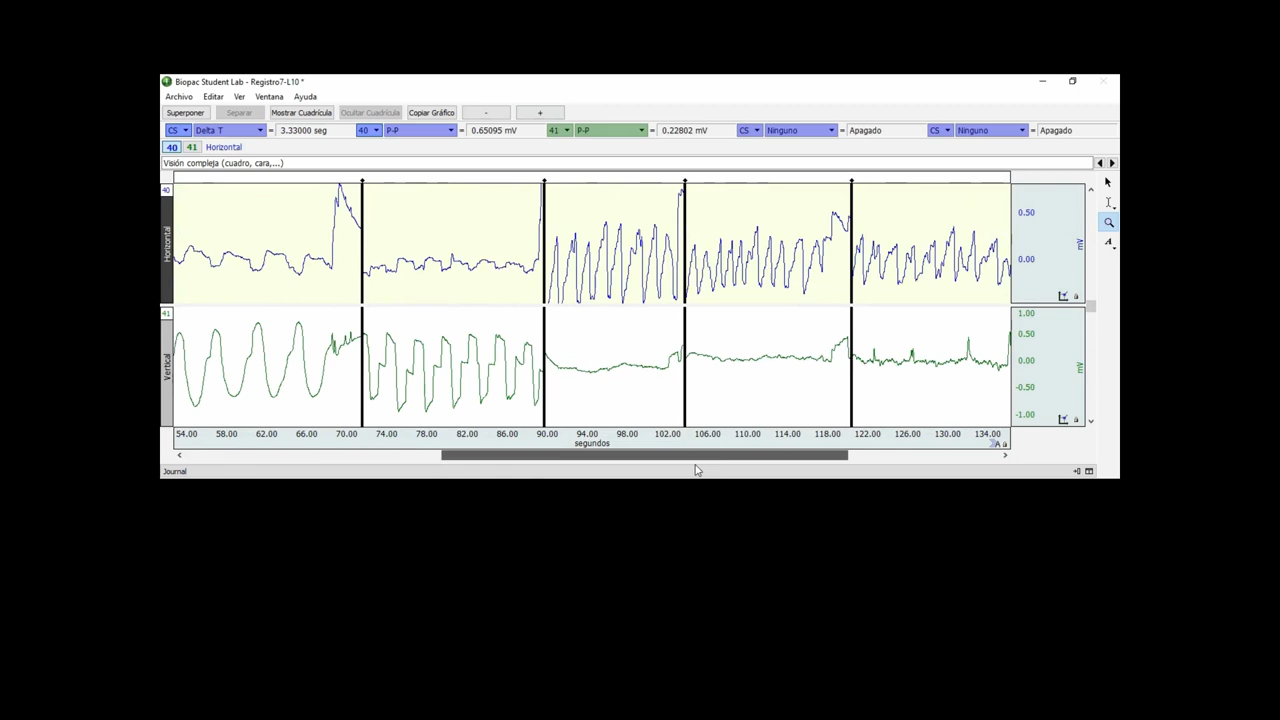 Biopac Student Lab - Registro7-L10 *
Archivo Editar Ver Ventana Ayuda
Superponer Separar Mostrar Cuadrícula Ocultar Cuadrícula Copiar Gráfico - +
CS Delta T = 3.33000 seg 40 P-P = 0.65095 mV 41 P-P = 0.22802 mV CS Ninguno = Apagado CS Ninguno = Apagado
40 41 Horizontal
Visión compleja (cuadro, cara,...)
40
Horizontal
0.50
0.00
mV
41
Vertical
1.00
0.50
0.00
-0.50
-1.00
mV
54.00 58.00 62.00 66.00 70.00 74.00 78.00 82.00 86.00 90.00 94.00 98.00 102.00 106.00 110.00 114.00 118.00 122.00 126.00 130.00 134.00
segundos
Journal